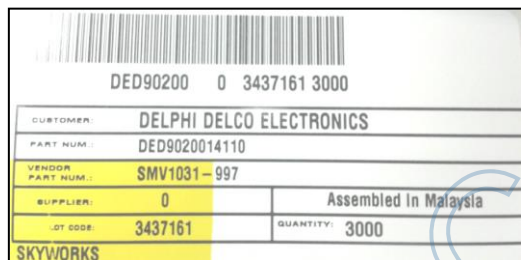 DED90200 0 3437161 3000
CUSTOMER: DELPHI DELCO ELECTRONICS
PART NUM.: DED9020014110
VENDOR
PART NUM.: SMV1031-997
SUPPLIER: 0 Assembled in Malaysia
LOT CODE: 3437161 QUANTITY: 3000
SKYWORKS